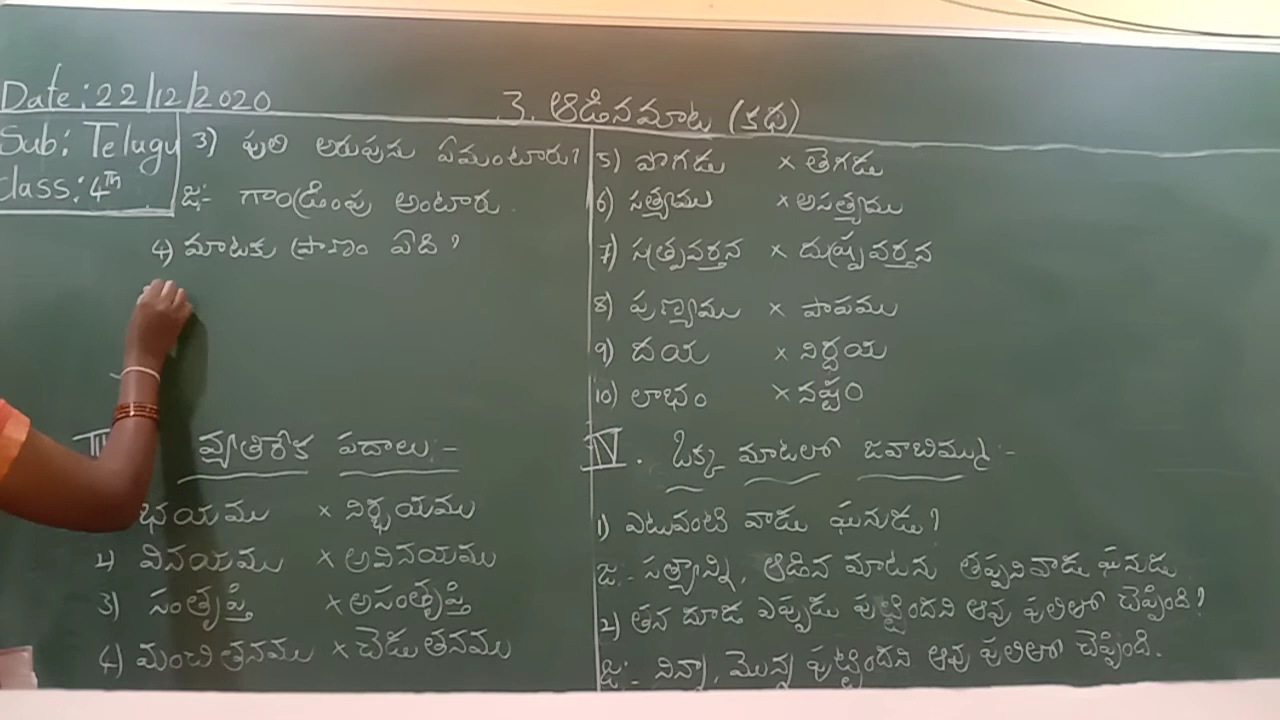 Date: 22/12/2020
3. ఆడినమాట (కథ)
Sub: Telugu
class: 4th
3) పులి అరుపును ఏమంటారు?
జ:- గాండ్రింపు అంటారు.
4) మాటకు ప్రాణం ఏది?
III వ్యతిరేక పదాలు:-
భయము × నిర్భయము
2) వినయము × అవినయము
3) సంతృప్తి × అసంతృప్తి
4) మంచితనము × చెడుతనము
5) పొగడు × తెగడు
6) సత్యము × అసత్యము
7) సత్ప్రవర్తన × దుష్ప్రవర్తన
8) పుణ్యము × పాపము
9) దయ × నిర్దయ
10) లాభం × నష్టం
IV. ఒక్క మాటలో జవాబిమ్ము:-
1) ఎటువంటి వాడు ఘనుడు?
జ:- సత్యాన్ని, ఆడిన మాటను తప్పనివాడు ఘనుడు
2) తన దూడ ఎప్పుడు పుట్టిందని ఆవు పులితో చెప్పింది?
జ:- నిన్నా, మొన్న పుట్టిందని ఆవు పులితో చెప్పింది.